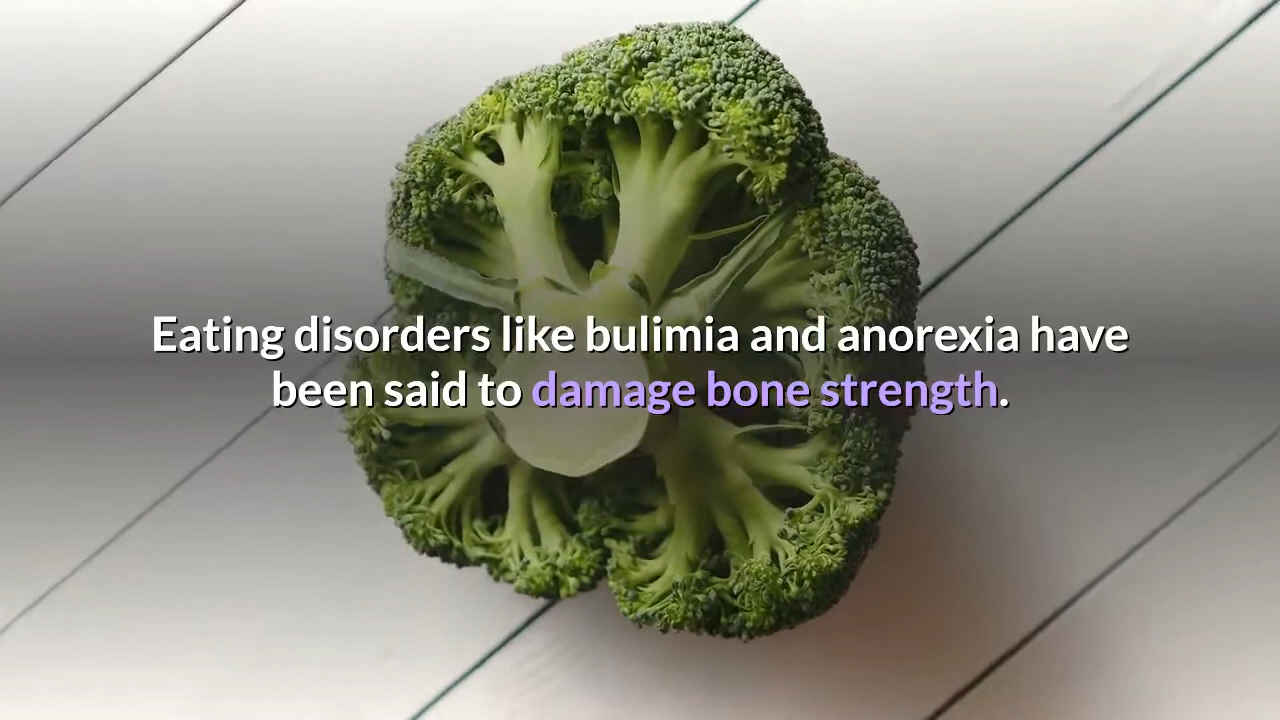 Eating disorders like bulimia and anorexia have
been said to damage bone strength.